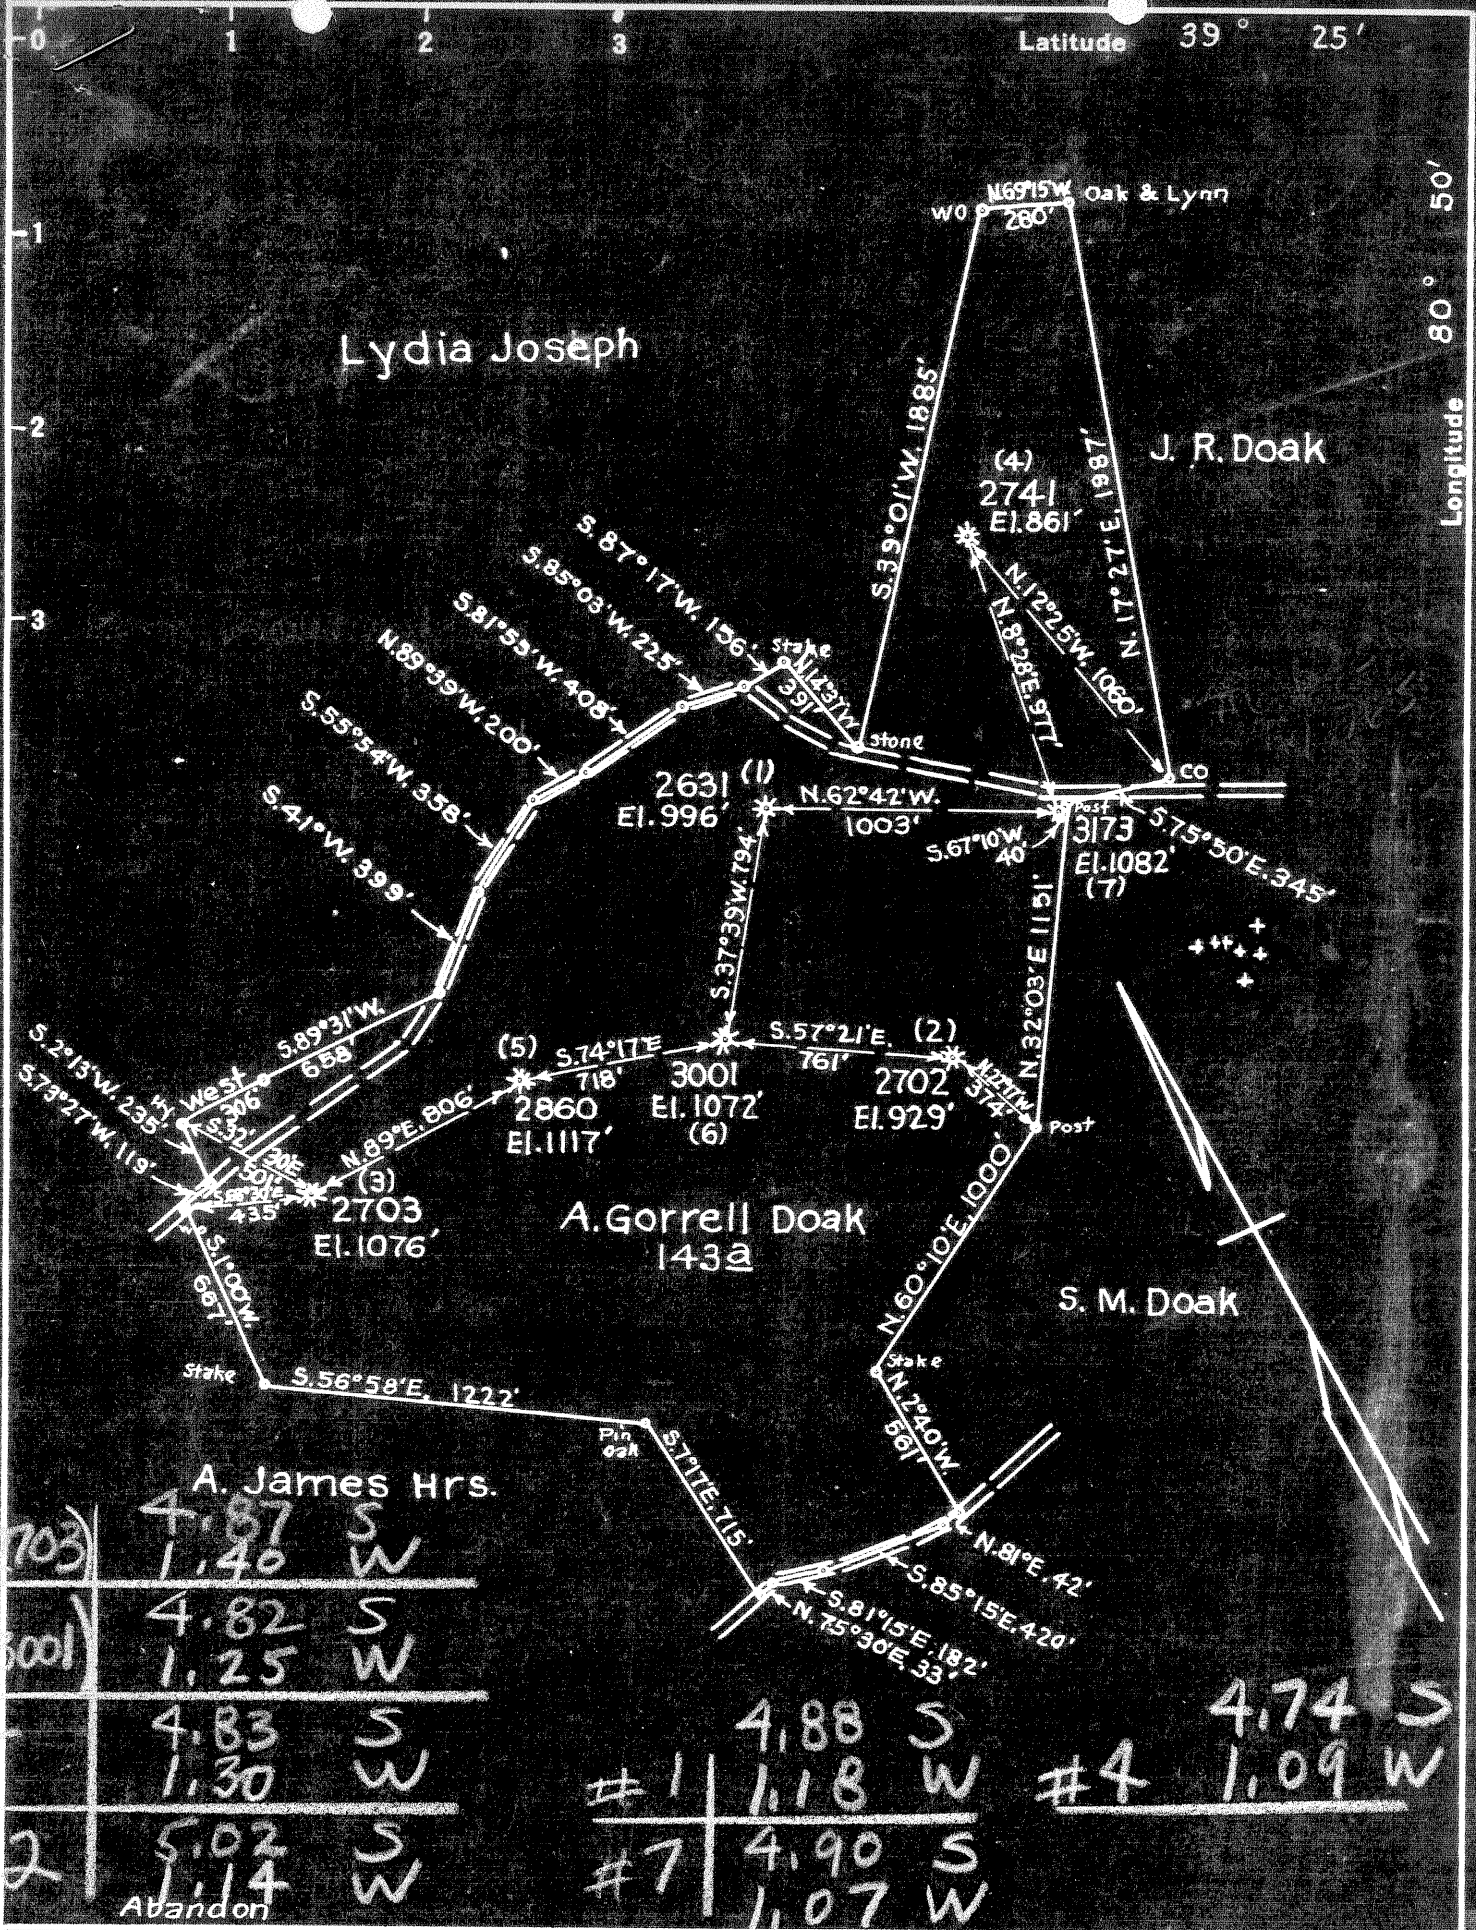 0 1 2 3 Latitude 39° 25'
1
2
3
Longitude 80° 50'
N.69°15'W.
260'
WO
Oak & Lynn
Lydia Joseph
S.39°01'W. 1885'
N.17°27'E. 1987'
J. R. Doak
(4)
2741
El.861'
N.12°25'W. 1060'
N.8°28'E. 977'
S.87°17'W. 156'
S.85°03'W. 225'
S.81°55'W. 408'
N.89°39'W. 200'
S.55°54'W. 358'
S.41°W. 399'
Stake
N.14°31'W.
391'
Stone
CO
2631 (1)
El.996'
N.62°42'W.
1003'
Post
S.67°10'W.
40'
3173
El.1082'
(7)
S.75°50'E. 345'
S.37°39'W. 794'
N.32°03'E 1151'
S.89°31'W.
658'
West
306'
S.2°13'W. 235'
S.73°27'W. 119'
S.32°30'E
501'
435'
(3)
2703
El.1076'
N.89°E. 806'
(5)
2860
El.1117'
S.74°17'E
718'
3001
El.1072'
(6)
S.57°21'E.
761'
(2)
2702
El.929'
374'
Post
A. Gorrell Doak
143a
N.60°10'E. 1000'
S. M. Doak
S.1°00'W.
667'
Stake
S.56°58'E. 1222'
Pin
oak
S.7°17'E. 715'
Stake
N.2°40'W.
561'
N.81°E. 42'
S.85°15'E. 420'
S.81°15'E. 182'
N.75°30'E. 33'
A. James Hrs.
703) 4.87 S
1.40 W
3001) 4.82 S
1.25 W
4.83 S
1.30 W
2 5.02 S
1.14 W
Abandon
#1 4.88 S
1.18 W
#7 4.90 S
1.07 W
#4 4.74 S
1.09 W